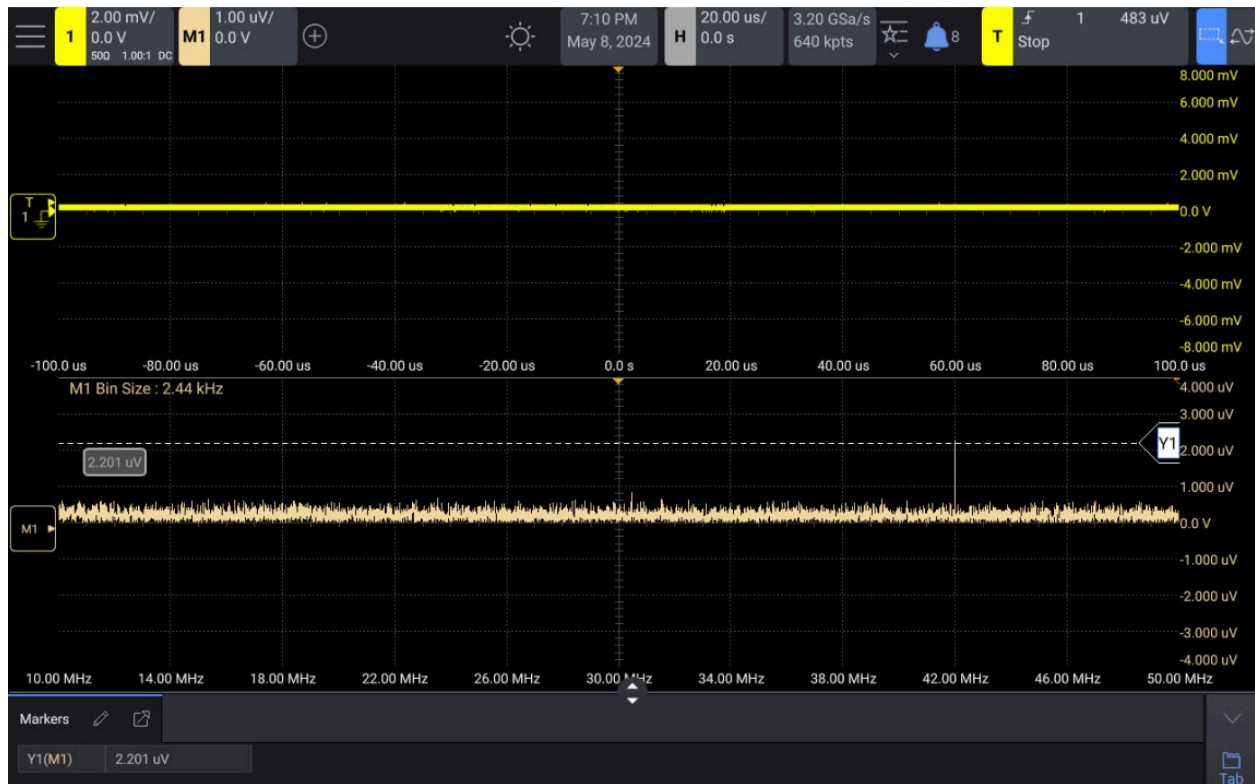 1
2.00 mV/
0.0 V
50Ω 1.00:1 DC
M1
1.00 uV/
0.0 V
7:10 PM
May 8, 2024
H
20.00 us/
0.0 s
3.20 GSa/s
640 kpts
8
T
1
483 uV
Stop
8.000 mV
6.000 mV
4.000 mV
2.000 mV
T
1
0.0 V
-2.000 mV
-4.000 mV
-6.000 mV
-8.000 mV
-100.0 us -80.00 us -60.00 us -40.00 us -20.00 us 0.0 s 20.00 us 40.00 us 60.00 us 80.00 us 100.0 us
M1 Bin Size : 2.44 kHz
4.000 uV
3.000 uV
Y1
2.000 uV
2.201 uV
1.000 uV
M1
0.0 V
-1.000 uV
-2.000 uV
-3.000 uV
-4.000 uV
10.00 MHz 14.00 MHz 18.00 MHz 22.00 MHz 26.00 MHz 30.00 MHz 34.00 MHz 38.00 MHz 42.00 MHz 46.00 MHz 50.00 MHz
Markers
Y1(M1) 2.201 uV
Tab